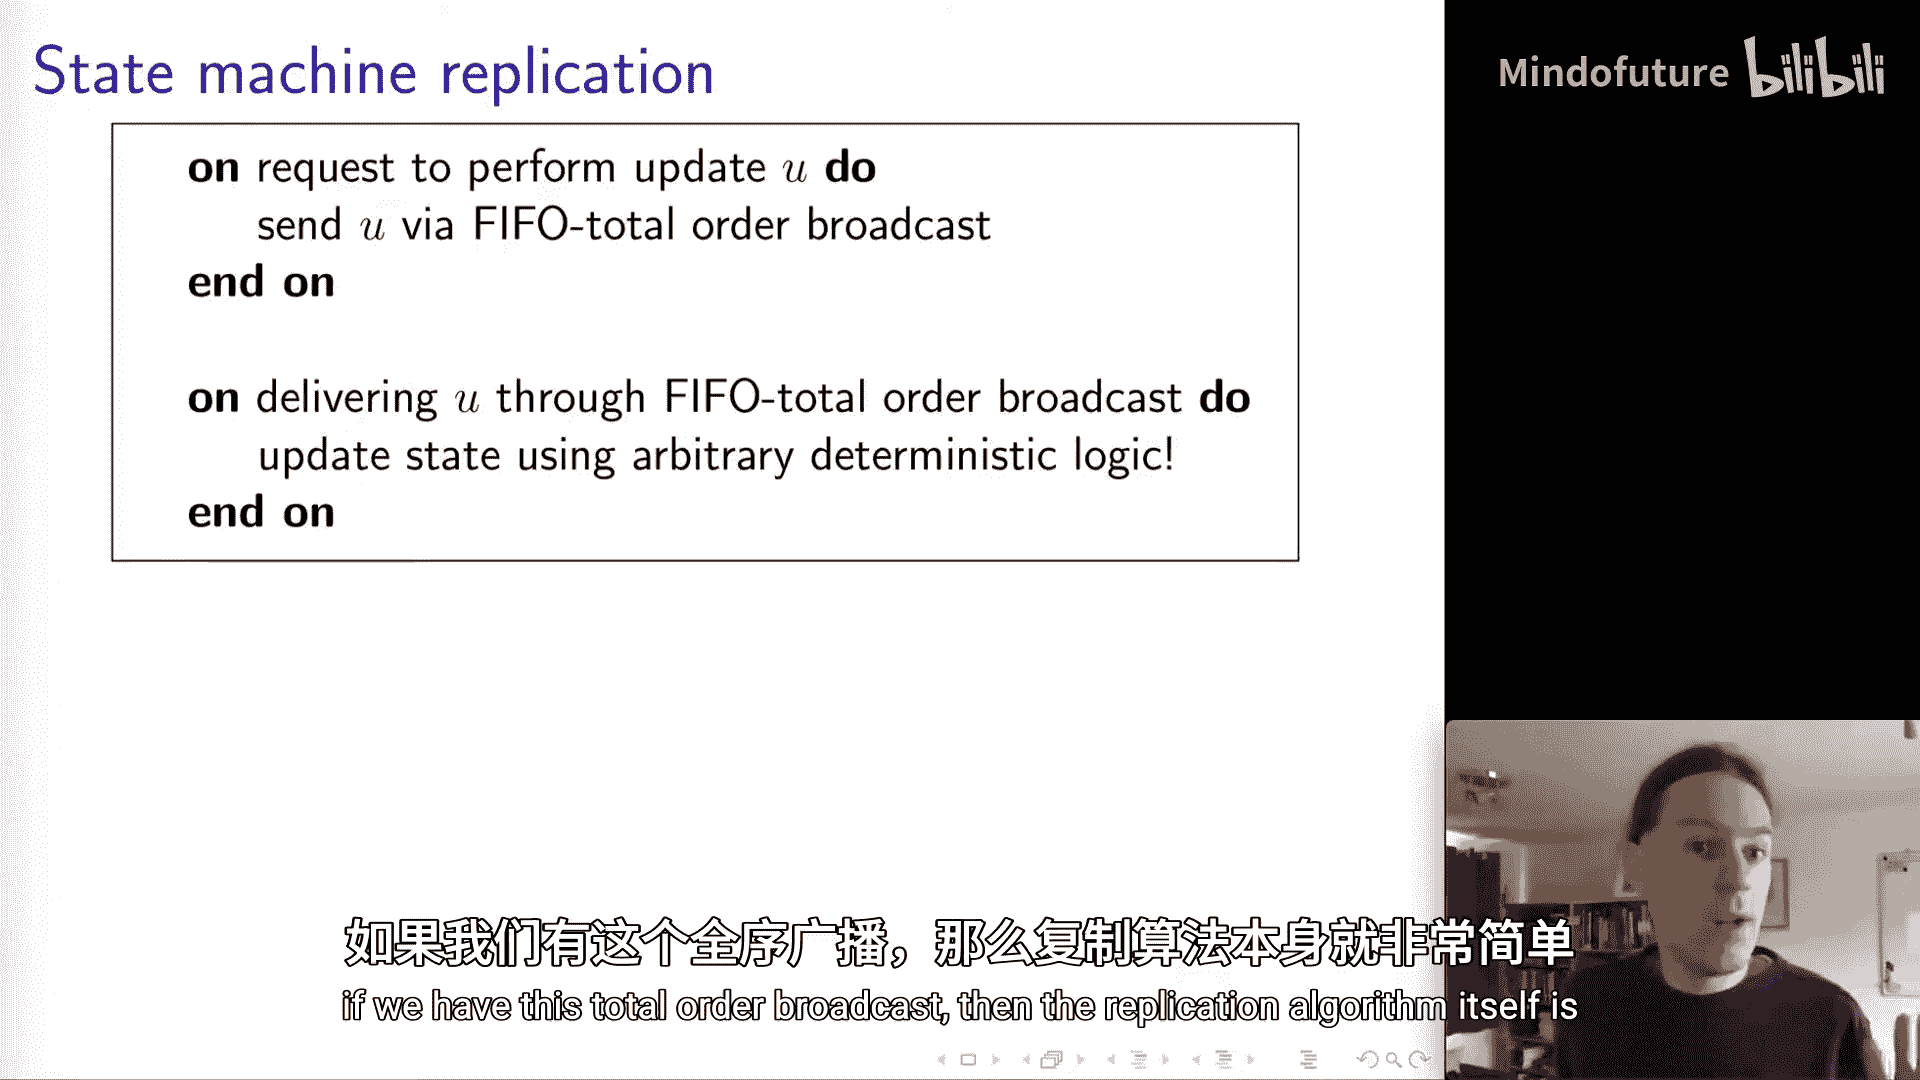 State machine replication
Mindofuture bilibili
on request to perform update u do
send u via FIFO-total order broadcast
end on
on delivering u through FIFO-total order broadcast do
update state using arbitrary deterministic logic!
end on
如果我们有这个全序广播，那么复制算法本身就非常简单
if we have this total order broadcast, then the replication algorithm itself is